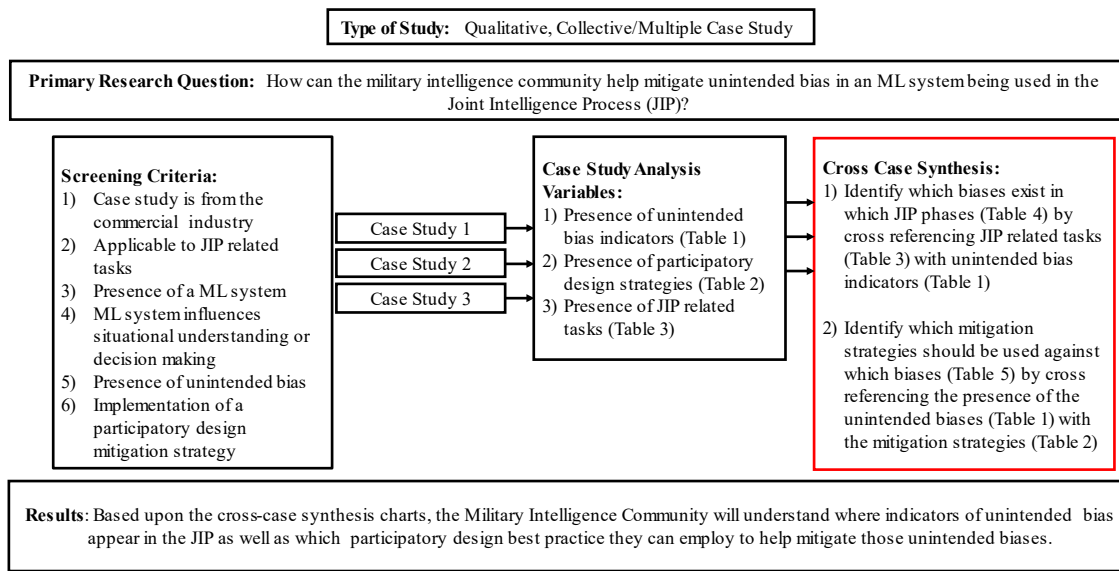 Type of Study: Qualitative, Collective/Multiple Case Study
Primary Research Question: How can the military intelligence community help mitigate unintended bias in an ML system being used in the
Joint Intelligence Process (JIP)?
Screening Criteria:
1) Case study is from the
commercial industry
2) Applicable to JIP related
tasks
3) Presence of a ML system
4) ML system influences
situational understanding or
decision making
5) Presence of unintended bias
6) Implementation of a
participatory design
mitigation strategy
Case Study 1
Case Study 2
Case Study 3
Case Study Analysis
Variables:
1) Presence of unintended
bias indicators (Table 1)
2) Presence of participatory
design strategies (Table 2)
3) Presence of JIP related
tasks (Table 3)
Cross Case Synthesis:
1) Identify which biases exist in
which JIP phases (Table 4) by
cross referencing JIP related tasks
(Table 3) with unintended bias
indicators (Table 1)
2) Identify which mitigation
strategies should be used against
which biases (Table 5) by cross
referencing the presence of the
unintended biases (Table 1) with
the mitigation strategies (Table 2)
Results: Based upon the cross-case synthesis charts, the Military Intelligence Community will understand where indicators of unintended bias
appear in the JIP as well as which participatory design best practice they can employ to help mitigate those unintended biases.